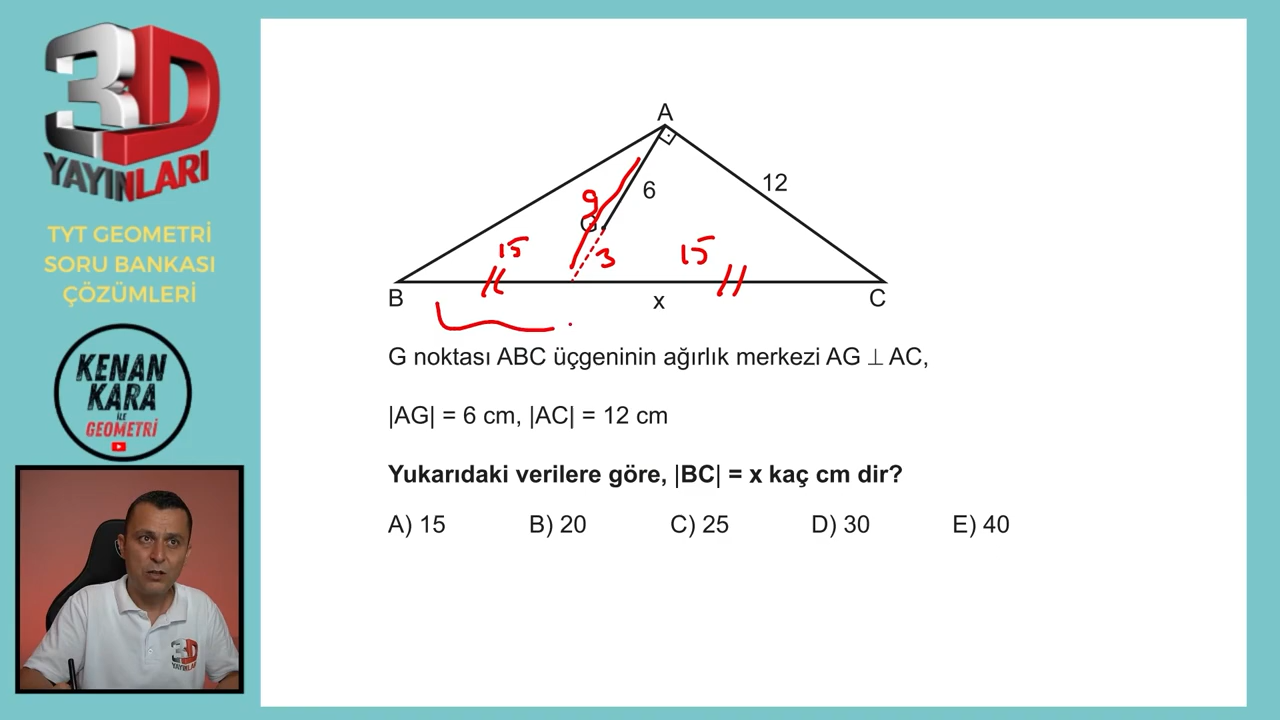 3D
YAYINLARI
TYT GEOMETRİ
SORU BANKASI
ÇÖZÜMLERİ
KENAN
KARA
İLE
GEOMETRİ
3D
YAYINLARI
A
9
6
12
G
15
3
15
B
x
C
G noktası ABC üçgeninin ağırlık merkezi AG ⊥ AC,
|AG| = 6 cm, |AC| = 12 cm
Yukarıdaki verilere göre, |BC| = x kaç cm dir?
A) 15 B) 20 C) 25 D) 30 E) 40